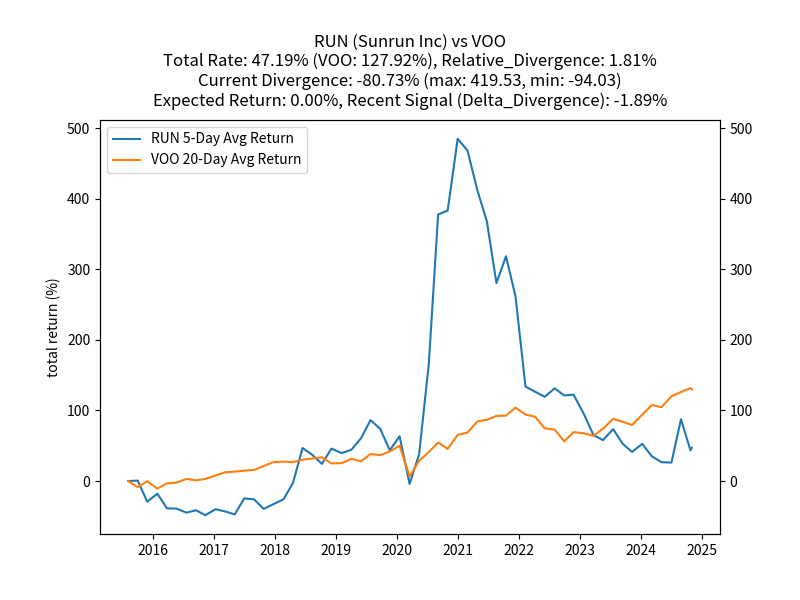 RUN (Sunrun Inc) vs VOO
Total Rate: 47.19% (VOO: 127.92%), Relative_Divergence: 1.81%
Current Divergence: -80.73% (max: 419.53, min: -94.03)
Expected Return: 0.00%, Recent Signal (Delta_Divergence): -1.89%
RUN 5-Day Avg Return
VOO 20-Day Avg Return
total return (%)
500
400
300
200
100
0
500
400
300
200
100
0
2016 2017 2018 2019 2020 2021 2022 2023 2024 2025